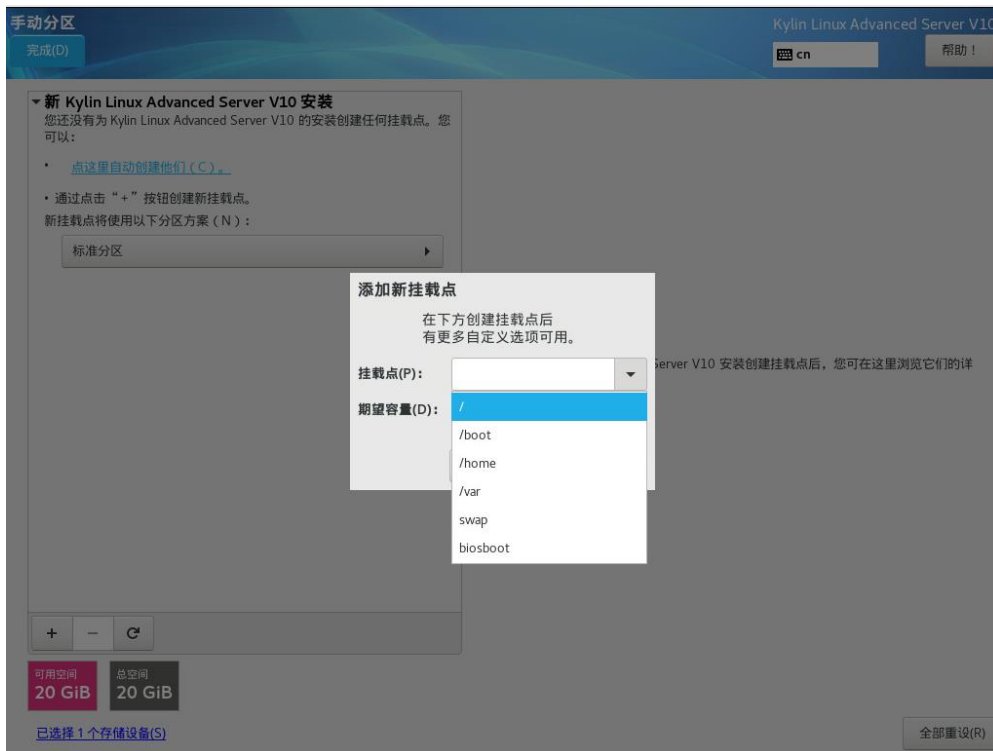 手动分区
Kylin Linux Advanced Server V10
完成(D)
cn
帮助！
新 Kylin Linux Advanced Server V10 安装
您还没有为 Kylin Linux Advanced Server V10 的安装创建任何挂载点。您
可以：
• 点这里自动创建他们(C)。
• 通过点击“+”按钮创建新挂载点。
新挂载点将使用以下分区方案(N)：
标准分区
添加新挂载点
在下方创建挂载点后
有更多自定义选项可用。
挂载点(P)：
Server V10 安装创建挂载点后，您可在这里浏览它们的详
期望容量(D)：
/
/boot
/home
/var
swap
biosboot
可用空间
20 GiB
总空间
20 GiB
已选择 1 个存储设备(S)
全部重设(R)